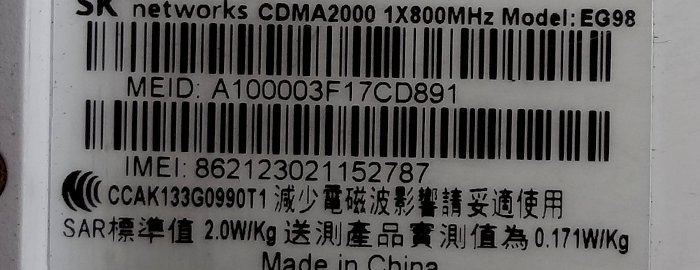 SK networks CDMA2000 1X800MHz Model: EG98
MEID: A100003F17CD891
IMEI: 862123021152787
CCAK133G0990T1 減少電磁波影響請妥適使用
SAR標準值 2.0W/Kg 送測產品實測值為 0.171W/Kg
Made in China